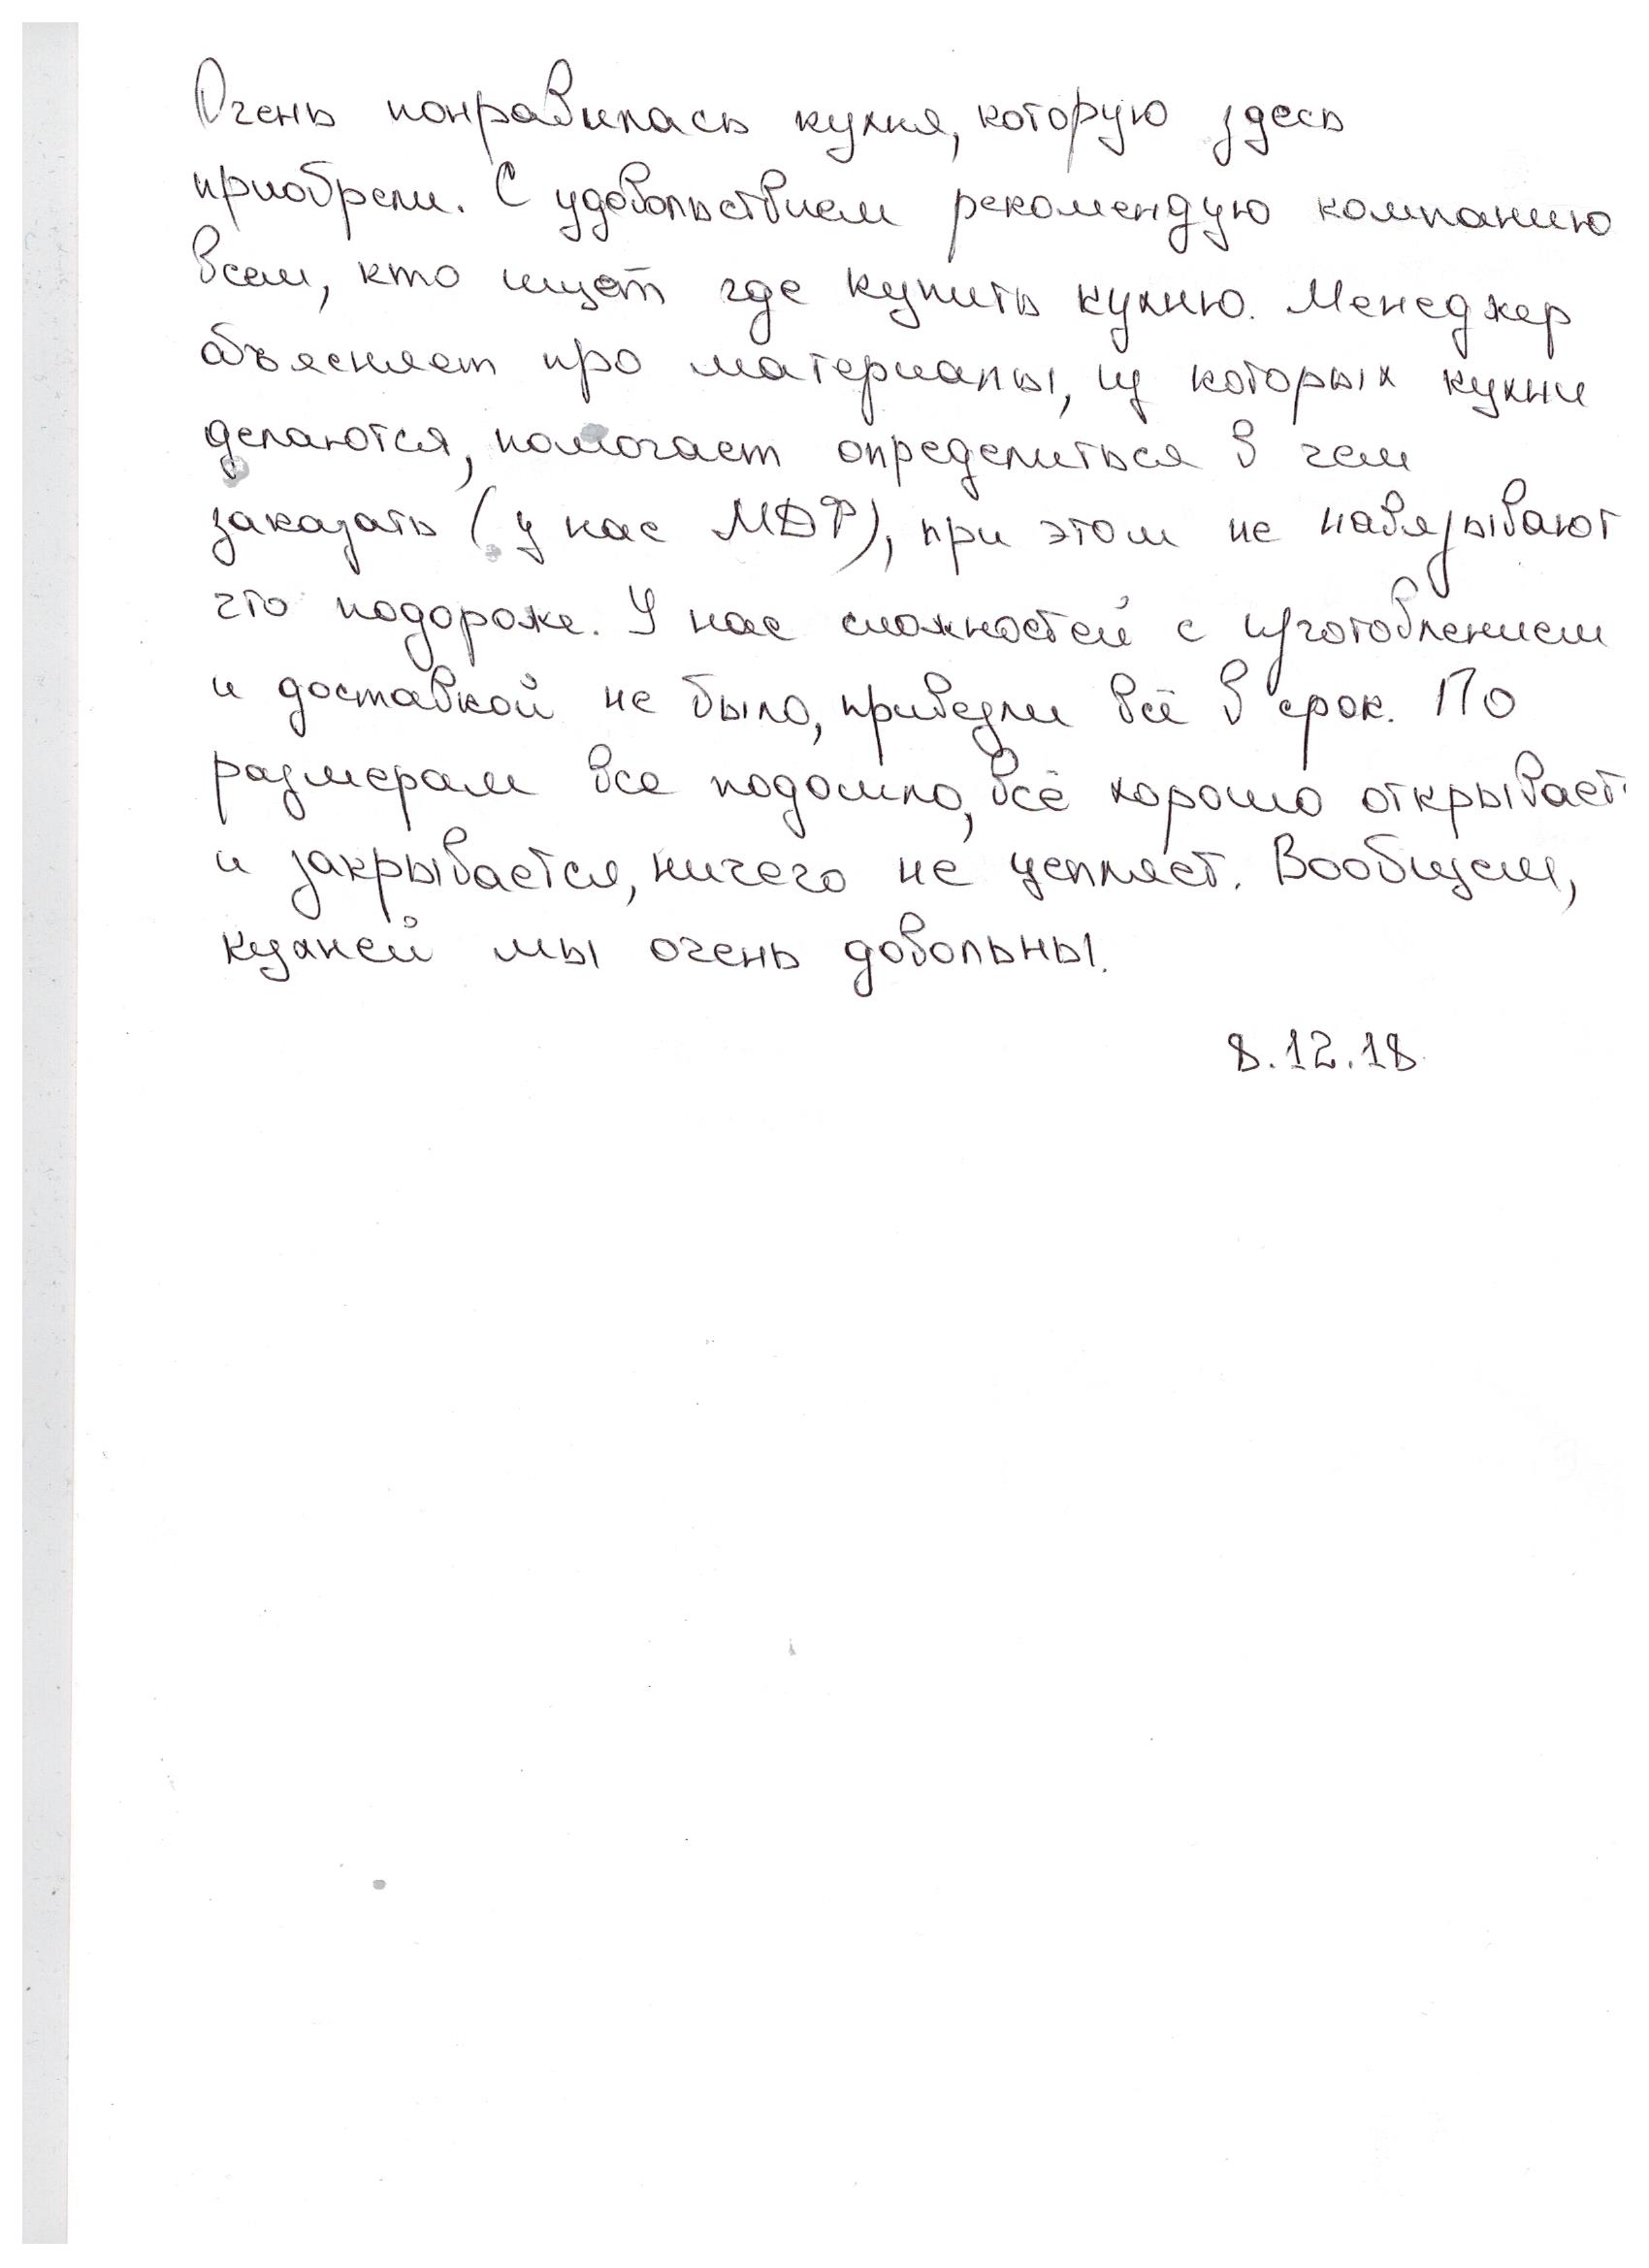 Очень понравилась кухня, которую здесь
приобрели. С удовольствием рекомендую компанию
всем, кто ищет где купить кухню. Менеджер
объясняет про материалы, из которых кухни
делаются, помогает определиться в чем
заказать (у нас МДФ), при этом не навязывают
что подороже. У нас сложностей с изготовлением
и доставкой не было, привезли всё в срок. По
размерам все подошло, всё хорошо открывает
и закрывается, ничего не цепляет. Вообщем,
кухней мы очень довольны.
8.12.18